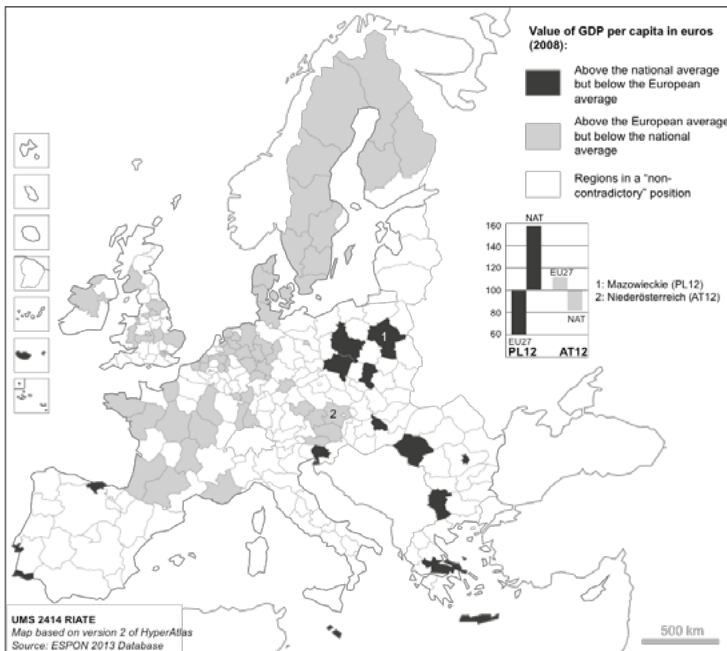 Value of GDP per capita in euros
(2008):
Above the national average
but below the European
average
Above the European average
but below the national
average
Regions in a "non-
contradictory" position
NAT
160
140
120
100
80
60
EU27
NAT
EU27
PL12
AT12
1: Mazowieckie (PL12)
2: Niederösterreich (AT12)
1
2
UMS 2414 RIATE
Map based on version 2 of HyperAtlas
Source: ESPON 2013 Database
500 km